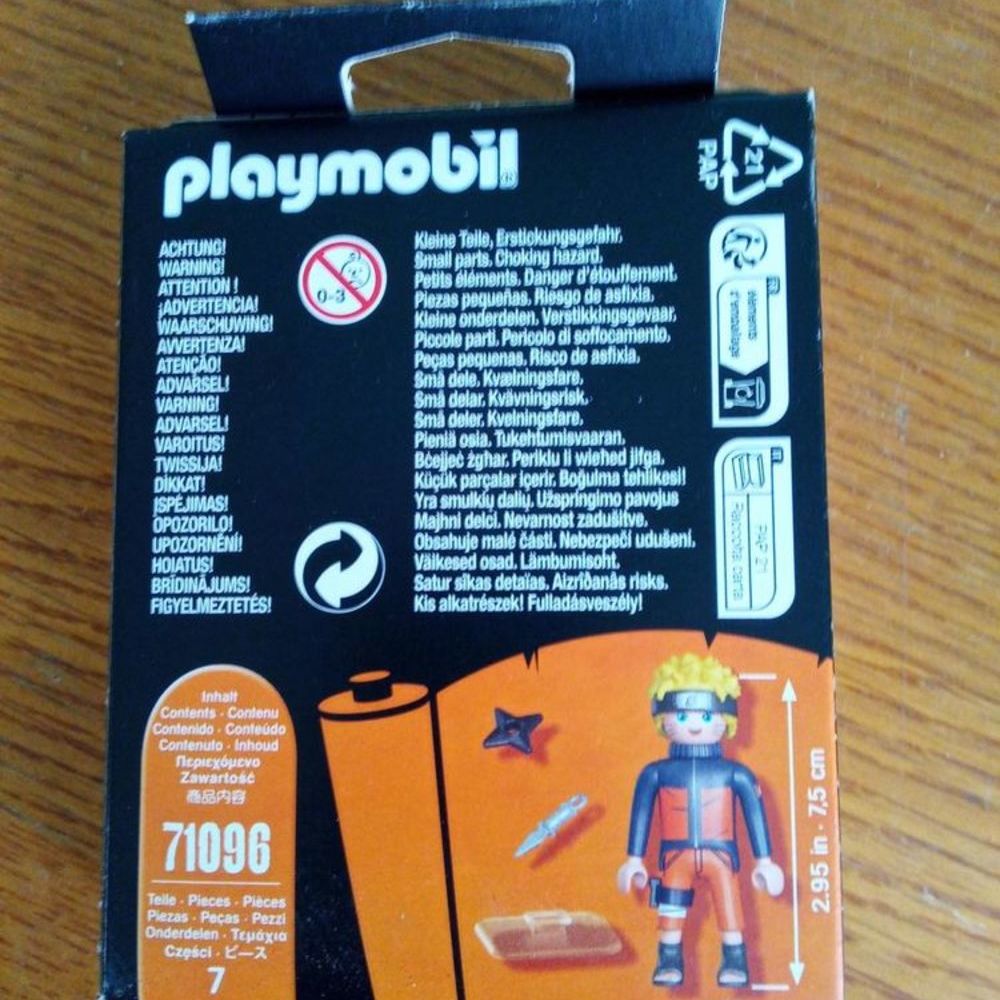 playmobil®
21
PAP
ACHTUNG!
WARNING!
ATTENTION !
¡ADVERTENCIA!
WAARSCHUWING!
AVVERTENZA!
ATENÇÃO!
ADVARSEL!
VARNING!
ADVARSEL!
VAROITUS!
TWISSIJA!
DİKKAT!
ĮSPĖJIMAS!
OPOZORILO!
UPOZORNĚNÍ!
HOIATUS!
BRĪDINĀJUMS!
FIGYELMEZTETÉS!
0-3
Kleine Teile, Erstickungsgefahr.
Small parts. Choking hazard.
Petits éléments. Danger d'étouffement.
Piezas pequeñas. Riesgo de asfixia.
Kleine onderdelen. Verstikkingsgevaar.
Piccole parti. Pericolo di soffocamento.
Peças pequenas. Risco de asfixia.
Små dele. Kvælningsfare.
Små delar. Kvävningsrisk.
Små deler. Kvelningsfare.
Pieniä osia. Tukehtumisvaaran.
Bċejjeċ żgħar. Periklu li wieħed jifga.
Küçük parçalar içerir. Boğulma tehlikesi!
Yra smulkių dalių. Užspringimo pavojus
Majhni delci. Nevarnost zadušitve.
Obsahuje malé části. Nebezpečí udušení.
Väikesed osad. Lämbumisoht.
Satur sīkas detaļas. Aizrīšanās risks.
Kis alkatrészek! Fulladásveszély!
FR
éléments
d'emballage
IT
PAP 21
Raccolta carta
Inhalt
Contents · Contenu
Contenido · Conteúdo
Contenuto · Inhoud
Περιεχόμενο
Zawartość
商品内容
71096
Teile · Pieces · Pièces
Piezas · Peças · Pezzi
Onderdelen · Τεμάχια
Części · ピース
7
2.95 in · 7,5 cm